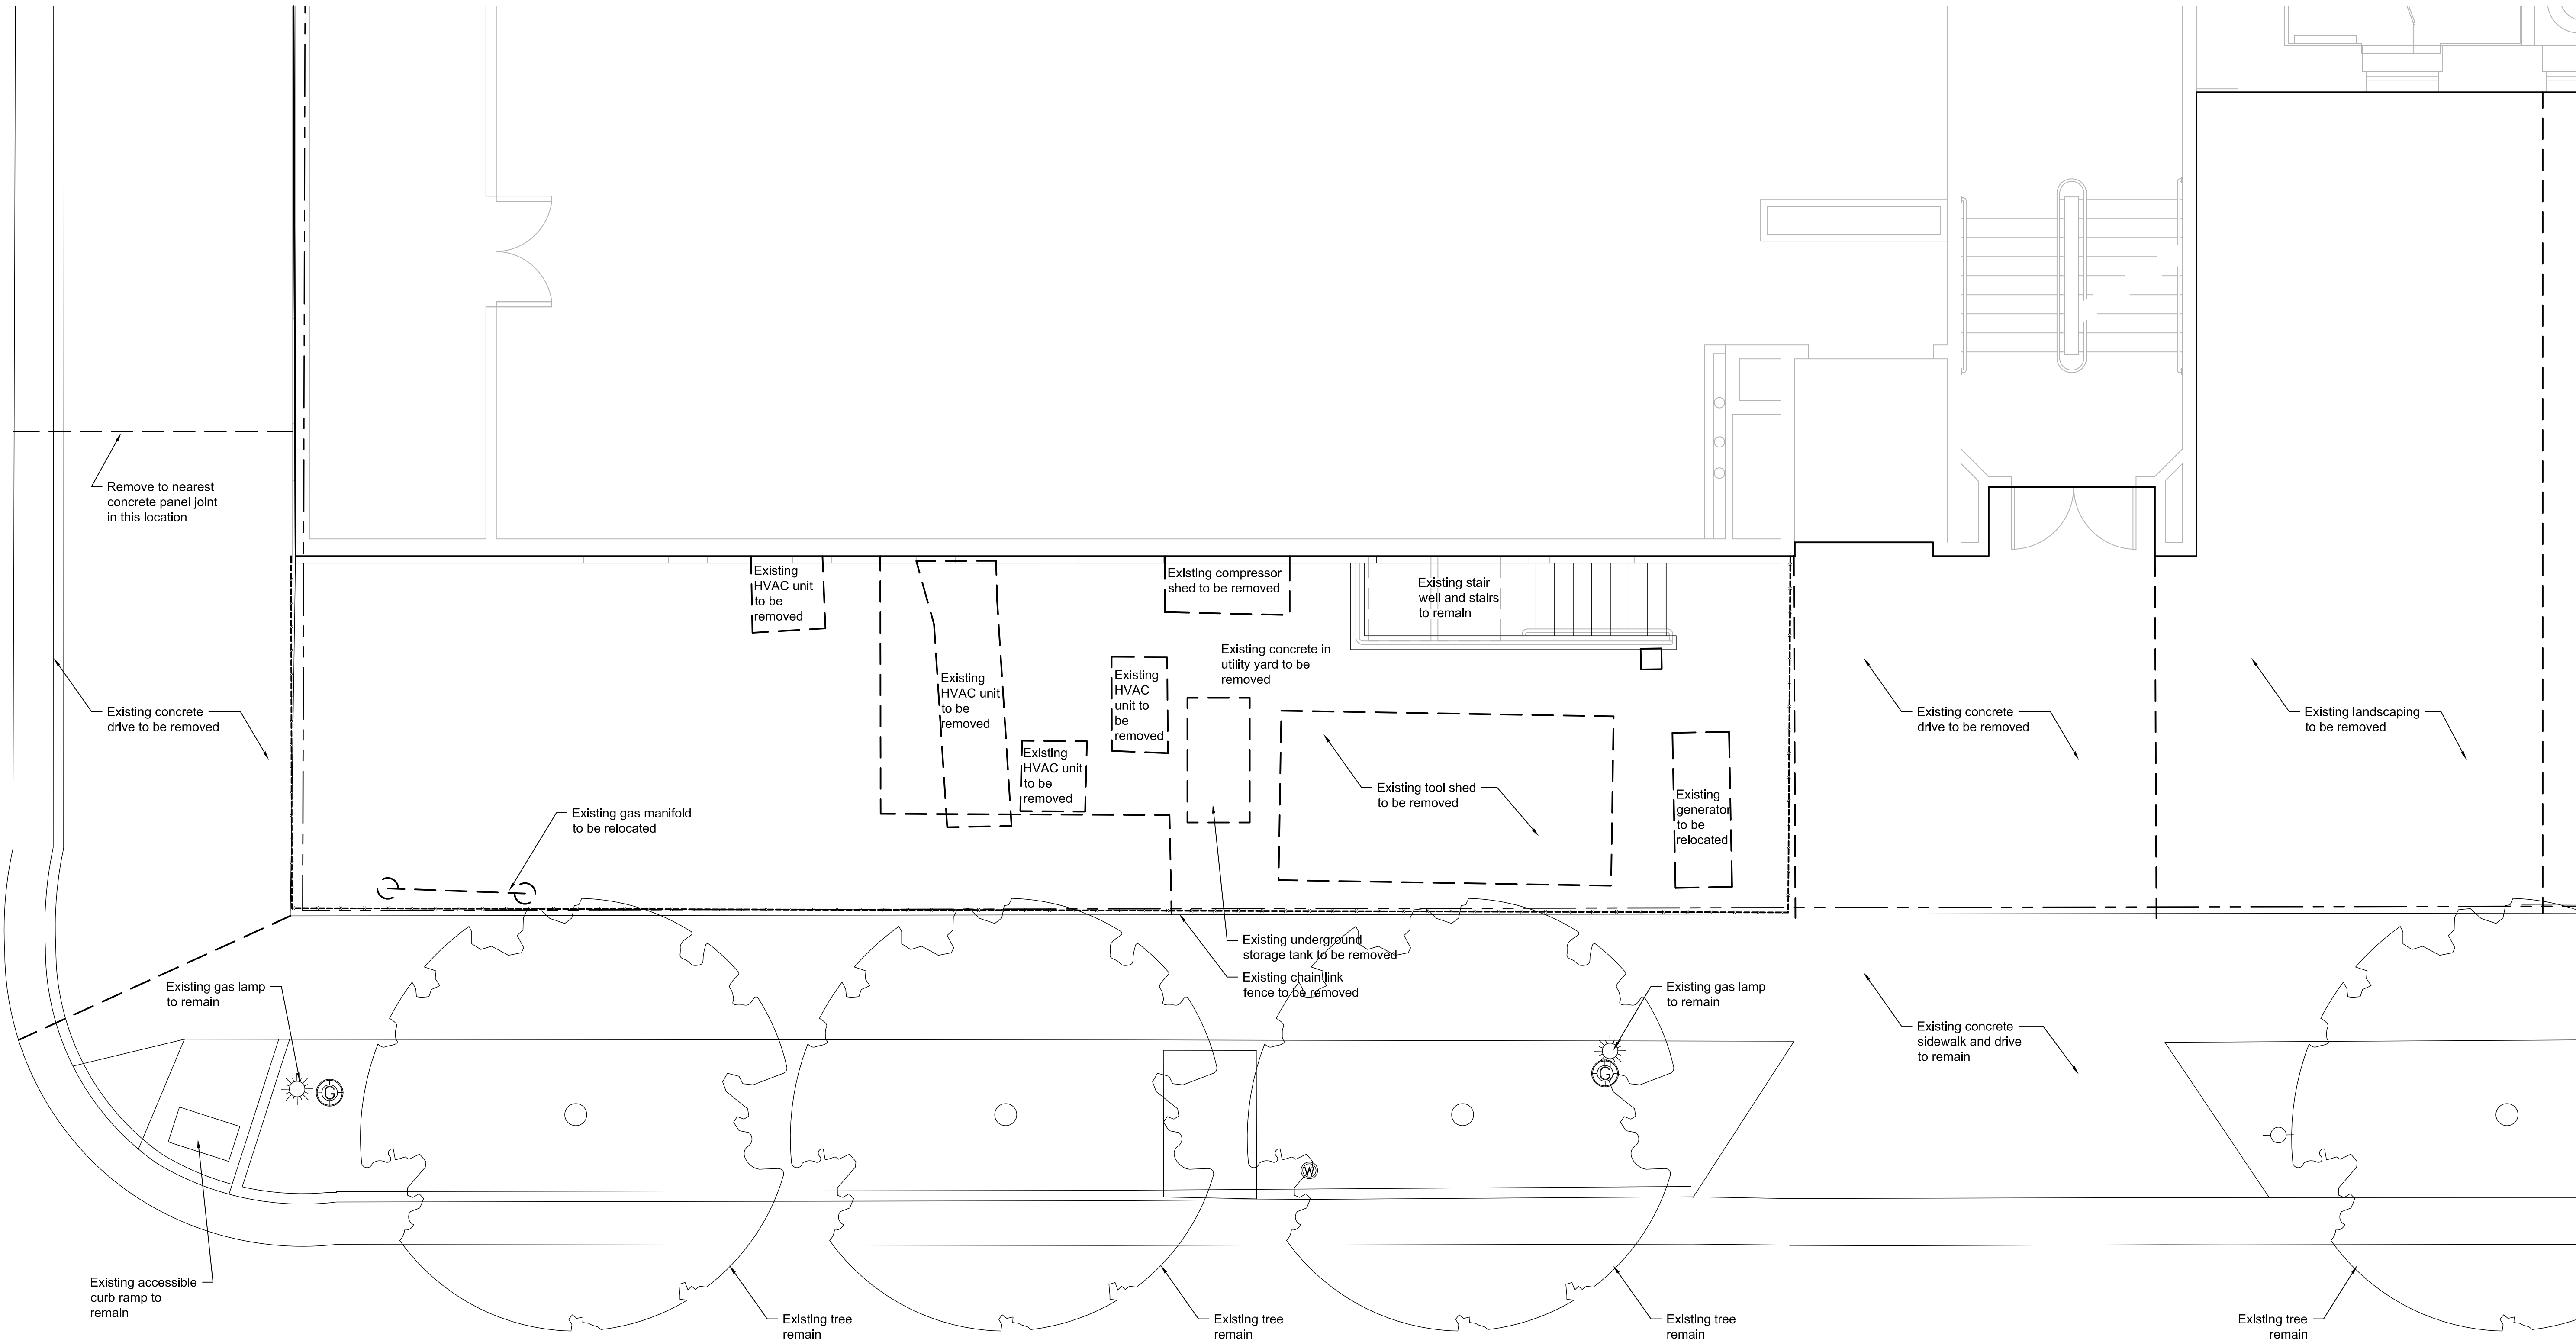 Remove to nearest
concrete panel joint
in this location
Existing
HVAC unit
to be
removed
Existing compressor
shed to be removed
Existing stair
well and stairs
to remain
Existing concrete in
utility yard to be
removed
Existing
HVAC unit
to be
removed
Existing
HVAC
unit to
be
removed
Existing
HVAC unit
to be
removed
Existing concrete
drive to be removed
Existing gas manifold
to be relocated
Existing tool shed
to be removed
Existing
generator
to be
relocated
Existing concrete
drive to be removed
Existing landscaping
to be removed
Existing underground
storage tank to be removed
Existing chain link
fence to be removed
Existing gas lamp
to remain
Existing gas lamp
to remain
Existing concrete
sidewalk and drive
to remain
G
G
W
Existing accessible
curb ramp to
remain
Existing tree
remain
Existing tree
remain
Existing tree
remain
Existing tree
remain